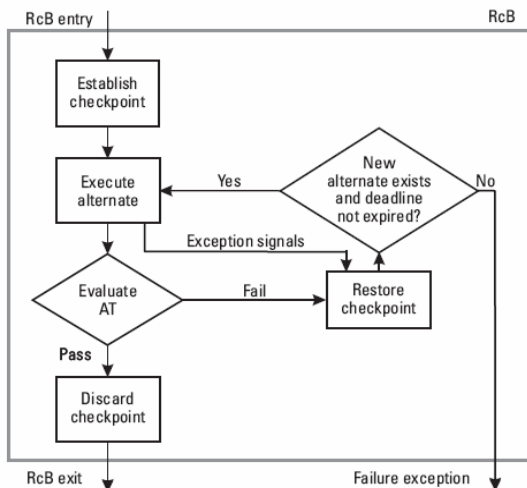 RcB entry
RcB
Establish
checkpoint
Execute
alternate
Yes
New
alternate exists
and deadline
not expired?
No
Exception signals
Evaluate
AT
Fail
Restore
checkpoint
Pass
Discard
checkpoint
RcB exit
Failure exception